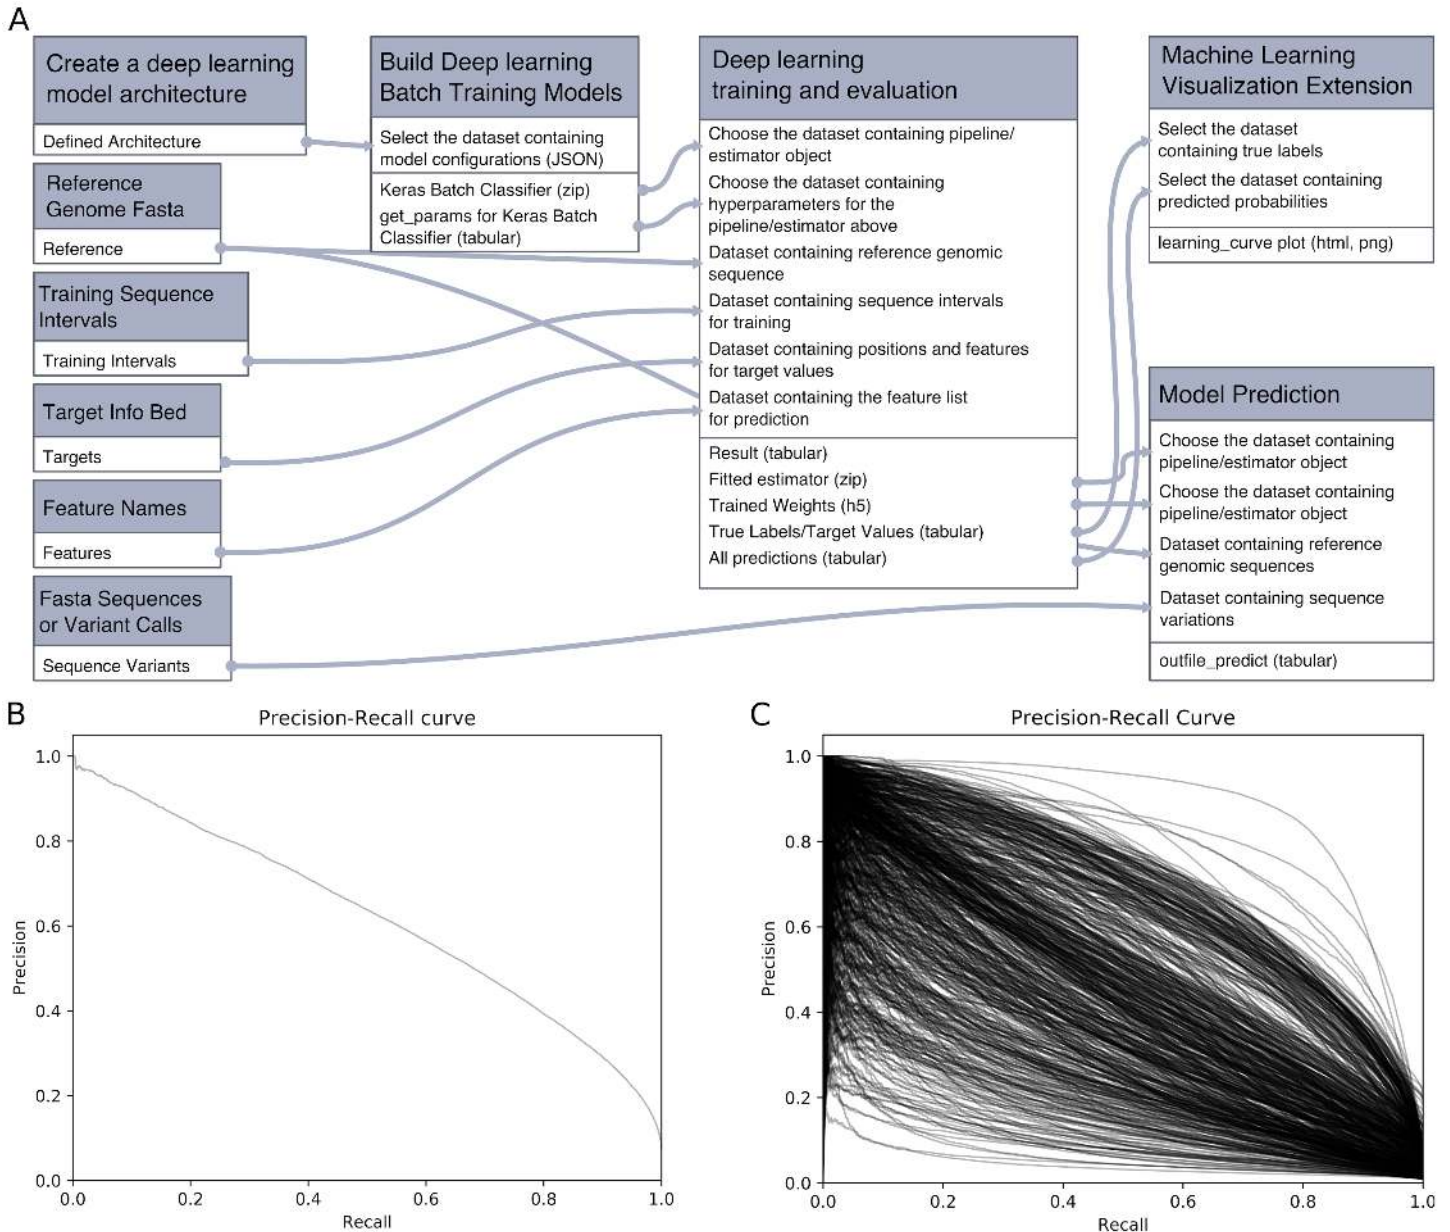 A
Create a deep learning
model architecture
Defined Architecture
Reference
Genome Fasta
Reference
Training Sequence
Intervals
Training Intervals
Target Info Bed
Targets
Feature Names
Features
Fasta Sequences
or Variant Calls
Sequence Variants
Build Deep learning
Batch Training Models
Select the dataset containing
model configurations (JSON)
Keras Batch Classifier (zip)
get_params for Keras Batch
Classifier (tabular)
Deep learning
training and evaluation
Choose the dataset containing pipeline/
estimator object
Choose the dataset containing
hyperparameters for the
pipeline/estimator above
Dataset containing reference genomic
sequence
Dataset containing sequence intervals
for training
Dataset containing positions and features
for target values
Dataset containing the feature list
for prediction
Result (tabular)
Fitted estimator (zip)
Trained Weights (h5)
True Labels/Target Values (tabular)
All predictions (tabular)
Machine Learning
Visualization Extension
Select the dataset
containing true labels
Select the dataset containing
predicted probabilities
learning_curve plot (html, png)
Model Prediction
Choose the dataset containing
pipeline/estimator object
Choose the dataset containing
pipeline/estimator object
Dataset containing reference
genomic sequences
Dataset containing sequence
variations
outfile_predict (tabular)
B
Precision-Recall curve
1.0
0.8
0.6
0.4
0.2
0.0
Precision
0.0 0.2 0.4 0.6 0.8 1.0
Recall
C
Precision-Recall Curve
1.0
0.8
0.6
0.4
0.2
0.0
Precision
0.0 0.2 0.4 0.6 0.8 1.0
Recall